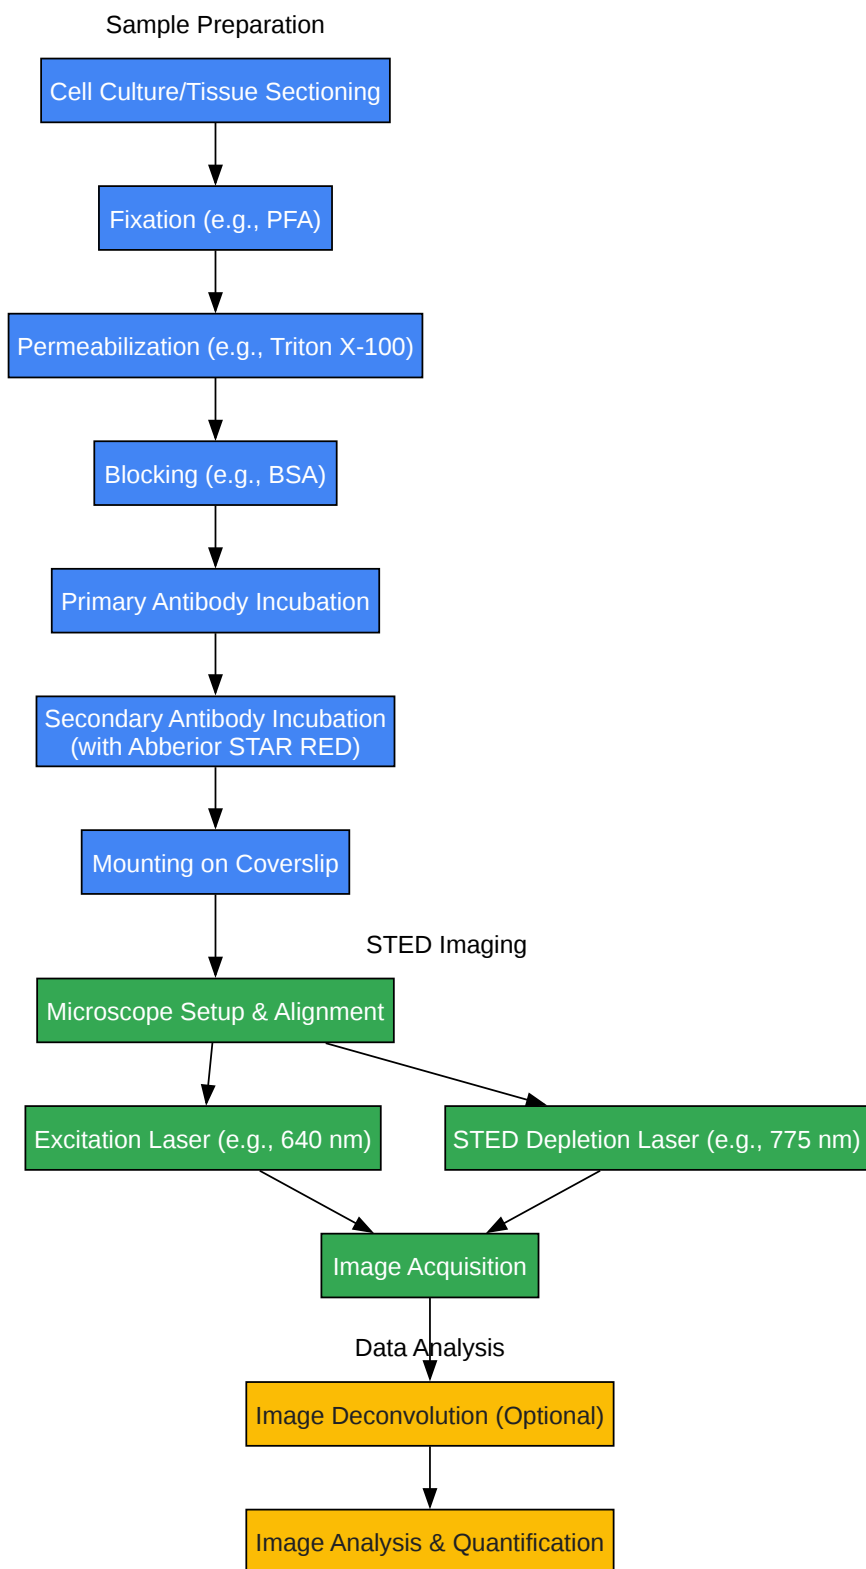 Sample Preparation
Cell Culture/Tissue Sectioning
Fixation (e.g., PFA)
Permeabilization (e.g., Triton X-100)
Blocking (e.g., BSA)
Primary Antibody Incubation
Secondary Antibody Incubation
(with Abberior STAR RED)
Mounting on Coverslip
STED Imaging
Microscope Setup & Alignment
Excitation Laser (e.g., 640 nm)
STED Depletion Laser (e.g., 775 nm)
Image Acquisition
Data Analysis
Image Deconvolution (Optional)
Image Analysis & Quantification